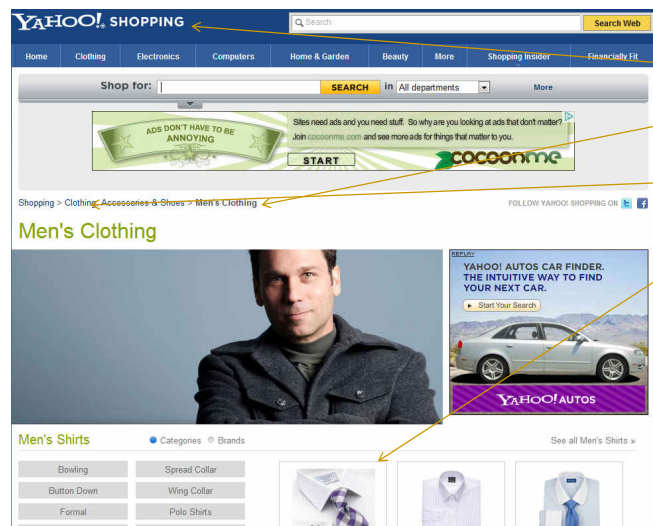 YAHOO! SHOPPING
Search
Search Web
Home Clothing Electronics Computers Home & Garden Beauty More Shopping Insider Financially Fit
Shop for: SEARCH in All departments More
ADS DON'T HAVE TO BE
ANNOYING
Sites need ads and you need stuff. So why are you looking at ads that don't matter?
Join cocoonme.com and see more ads for things that matter to you.
START
cocoonme
Shopping > Clothing, Accessories & Shoes > Men's Clothing
FOLLOW YAHOO! SHOPPING ON
Men's Clothing
REPLAY
YAHOO! AUTOS CAR FINDER.
THE INTUITIVE WAY TO FIND
YOUR NEXT CAR.
Start Your Search
YAHOO! AUTOS
Men's Shirts Categories Brands See all Men's Shirts »
Bowling Spread Collar
Button Down Wing Collar
Formal Polo Shirts